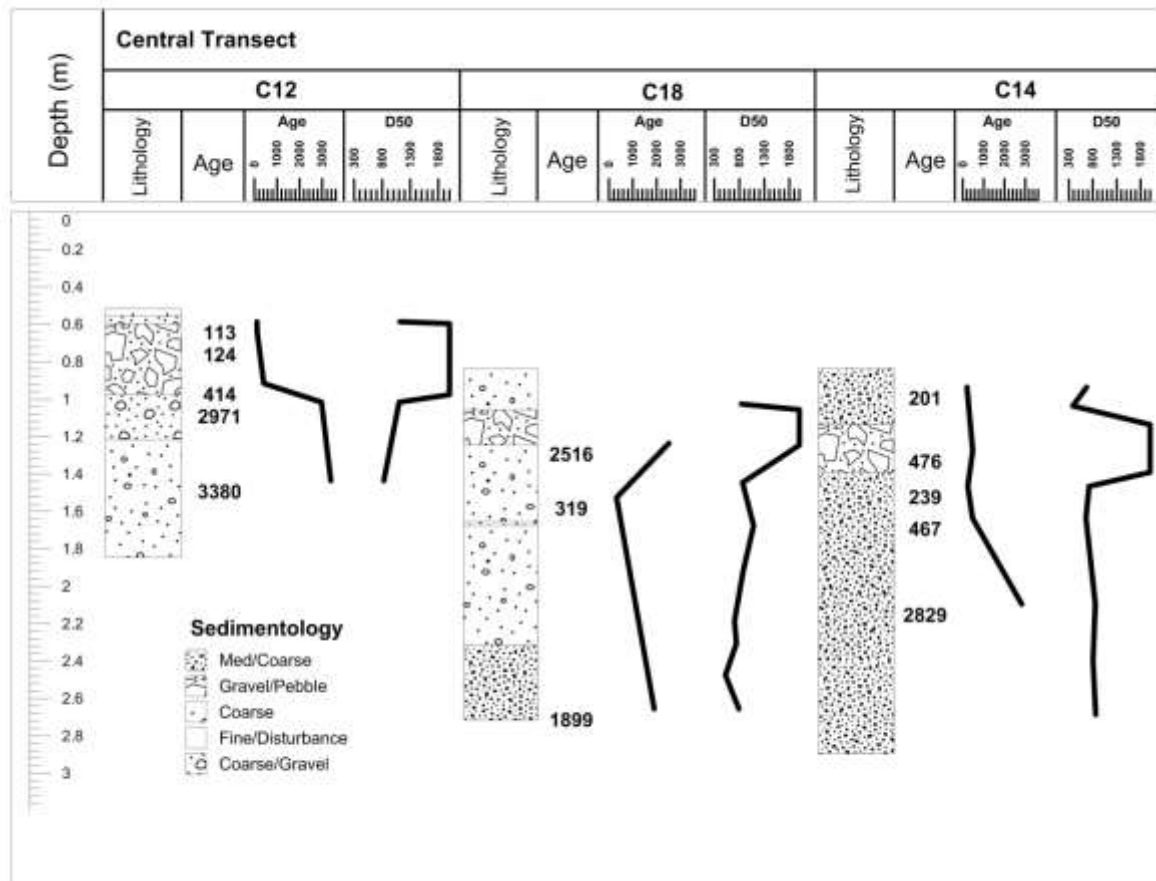 Depth (m)
Central Transect
C12
C18
C14
Lithology
Age
Age
0 1000 2000 3000
D50
300 800 1300 1800
Lithology
Age
Age
0 1000 2000 3000
D50
300 800 1300 1800
Lithology
Age
Age
0 1000 2000 3000
D50
300 800 1300 1800
0
0.2
0.4
0.6
0.8
1
1.2
1.4
1.6
1.8
2
2.2
2.4
2.6
2.8
3
113
124
414
2971
3380
2516
319
1899
201
476
239
467
2829
Sedimentology
Med/Coarse
Gravel/Pebble
Coarse
Fine/Disturbance
Coarse/Gravel